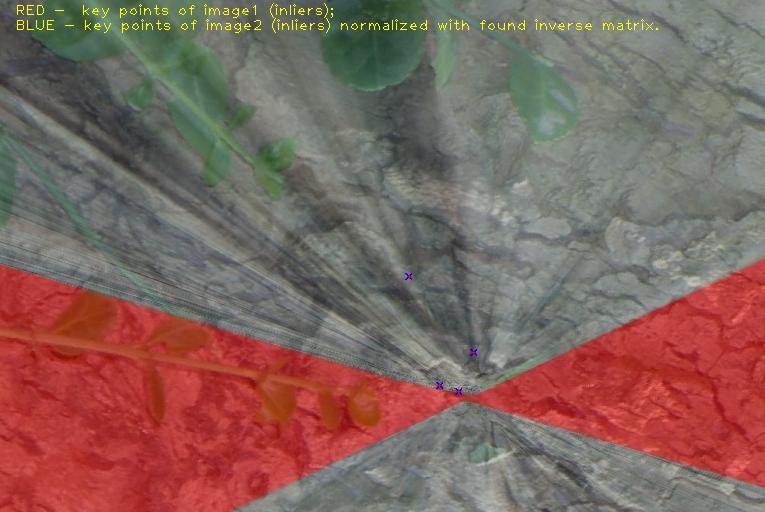 RED -  key points of image1 (inliers);
BLUE - key points of image2 (inliers) normalized with found inverse matrix.